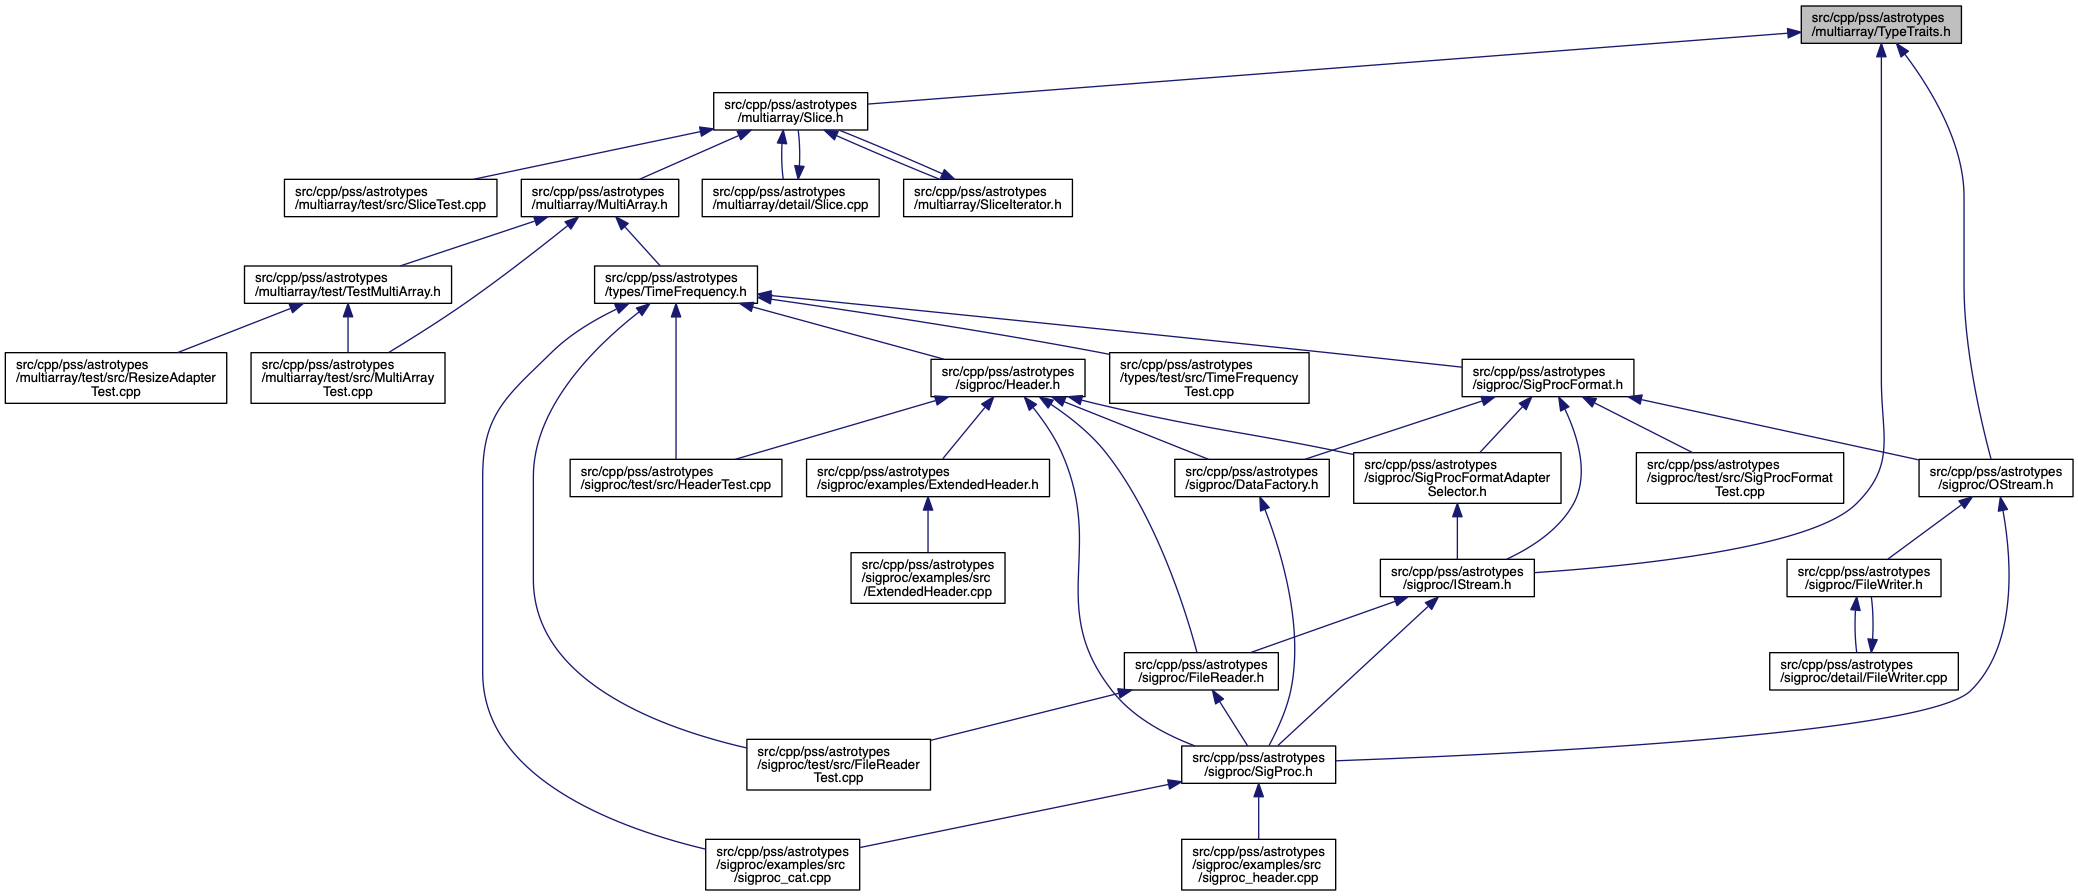 src/cpp/pss/astrotypes
/multiarray/TypeTraits.h
src/cpp/pss/astrotypes
/multiarray/Slice.h
src/cpp/pss/astrotypes
/multiarray/test/src/SliceTest.cpp
src/cpp/pss/astrotypes
/multiarray/MultiArray.h
src/cpp/pss/astrotypes
/multiarray/detail/Slice.cpp
src/cpp/pss/astrotypes
/multiarray/SliceIterator.h
src/cpp/pss/astrotypes
/multiarray/test/TestMultiArray.h
src/cpp/pss/astrotypes
/types/TimeFrequency.h
src/cpp/pss/astrotypes
/multiarray/test/src/ResizeAdapter
Test.cpp
src/cpp/pss/astrotypes
/multiarray/test/src/MultiArray
Test.cpp
src/cpp/pss/astrotypes
/sigproc/Header.h
src/cpp/pss/astrotypes
/types/test/src/TimeFrequency
Test.cpp
src/cpp/pss/astrotypes
/sigproc/SigProcFormat.h
src/cpp/pss/astrotypes
/sigproc/test/src/HeaderTest.cpp
src/cpp/pss/astrotypes
/sigproc/examples/ExtendedHeader.h
src/cpp/pss/astrotypes
/sigproc/DataFactory.h
src/cpp/pss/astrotypes
/sigproc/SigProcFormatAdapter
Selector.h
src/cpp/pss/astrotypes
/sigproc/test/src/SigProcFormat
Test.cpp
src/cpp/pss/astrotypes
/sigproc/OStream.h
src/cpp/pss/astrotypes
/sigproc/examples/src
/ExtendedHeader.cpp
src/cpp/pss/astrotypes
/sigproc/IStream.h
src/cpp/pss/astrotypes
/sigproc/FileWriter.h
src/cpp/pss/astrotypes
/sigproc/FileReader.h
src/cpp/pss/astrotypes
/sigproc/detail/FileWriter.cpp
src/cpp/pss/astrotypes
/sigproc/test/src/FileReader
Test.cpp
src/cpp/pss/astrotypes
/sigproc/SigProc.h
src/cpp/pss/astrotypes
/sigproc/examples/src
/sigproc_cat.cpp
src/cpp/pss/astrotypes
/sigproc/examples/src
/sigproc_header.cpp